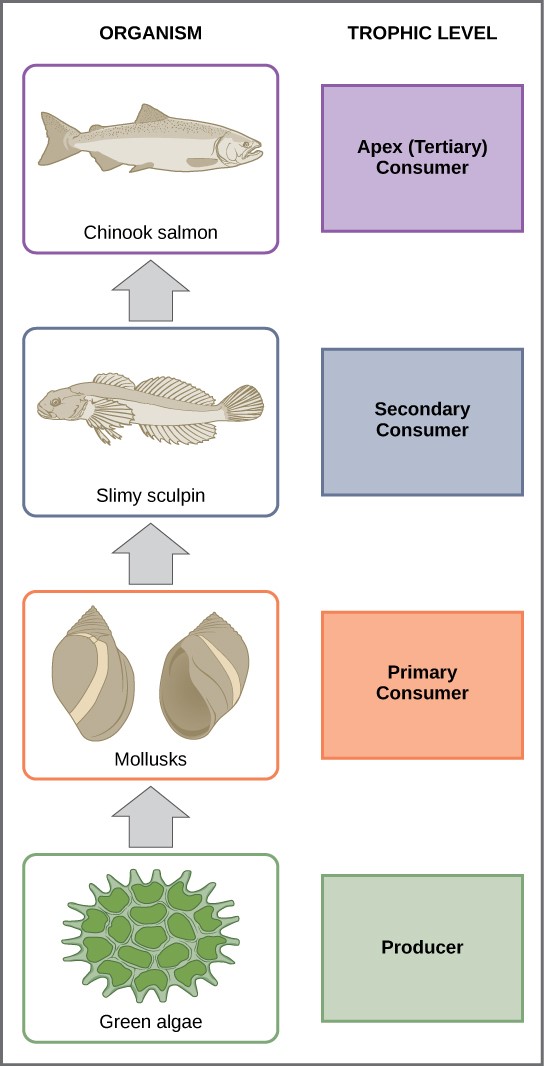 ORGANISM
TROPHIC LEVEL
Chinook salmon
Apex (Tertiary)
Consumer
Slimy sculpin
Secondary
Consumer
Mollusks
Primary
Consumer
Green algae
Producer